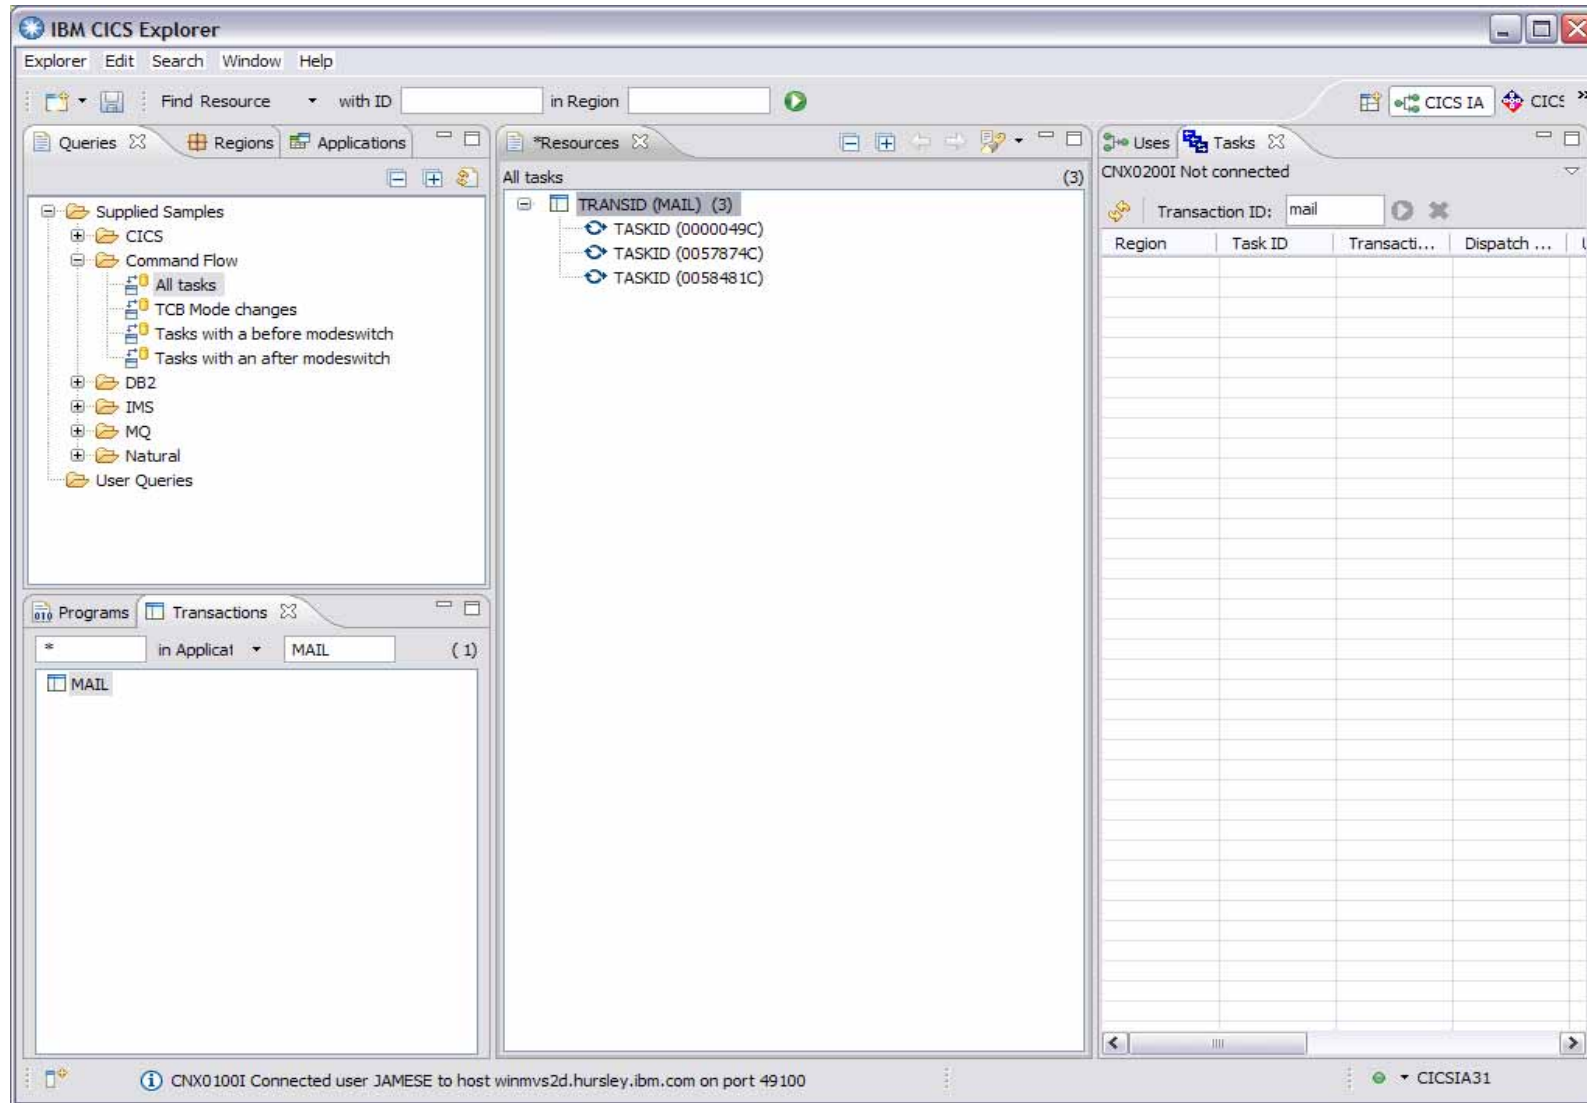 IBM CICS Explorer
Explorer Edit Search Window Help
Find Resource with ID in Region
CICS IA
Queries Regions Applications
Supplied Samples
CICS
Command Flow
All tasks
TCB Mode changes
Tasks with a before modeswitch
Tasks with an after modeswitch
DB2
IMS
MQ
Natural
User Queries
Programs Transactions
* in Applicat MAIL (1)
MAIL
*Resources
All tasks (3)
TRANSID (MAIL) (3)
TASKID (0000049C)
TASKID (0057874C)
TASKID (0058481C)
Uses Tasks
CNX0200I Not connected
Transaction ID: mail
Region Task ID Transacti... Dispatch ...
CNX0100I Connected user JAMESE to host winmvs2d.hursley.ibm.com on port 49100
CICSIA31